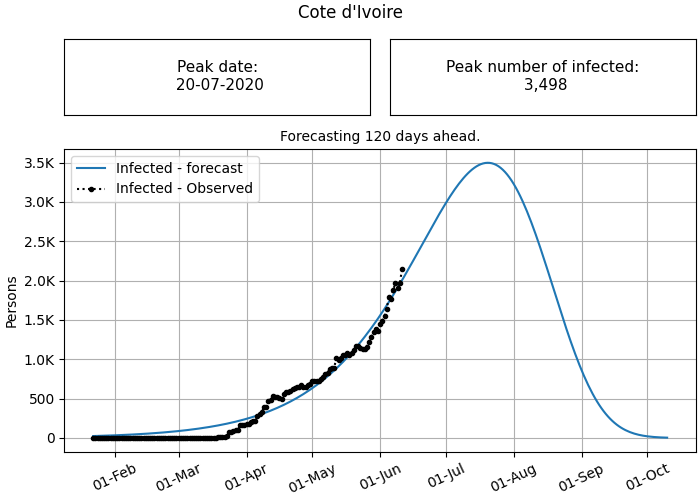 Cote d'Ivoire
Peak date:
20-07-2020
Peak number of infected:
3,498
Forecasting 120 days ahead.
Infected - forecast
Infected - Observed
3.5K
3.0K
2.5K
2.0K
1.5K
1.0K
500
0
Persons
01-Feb
01-Mar
01-Apr
01-May
01-Jun
01-Jul
01-Aug
01-Sep
01-Oct